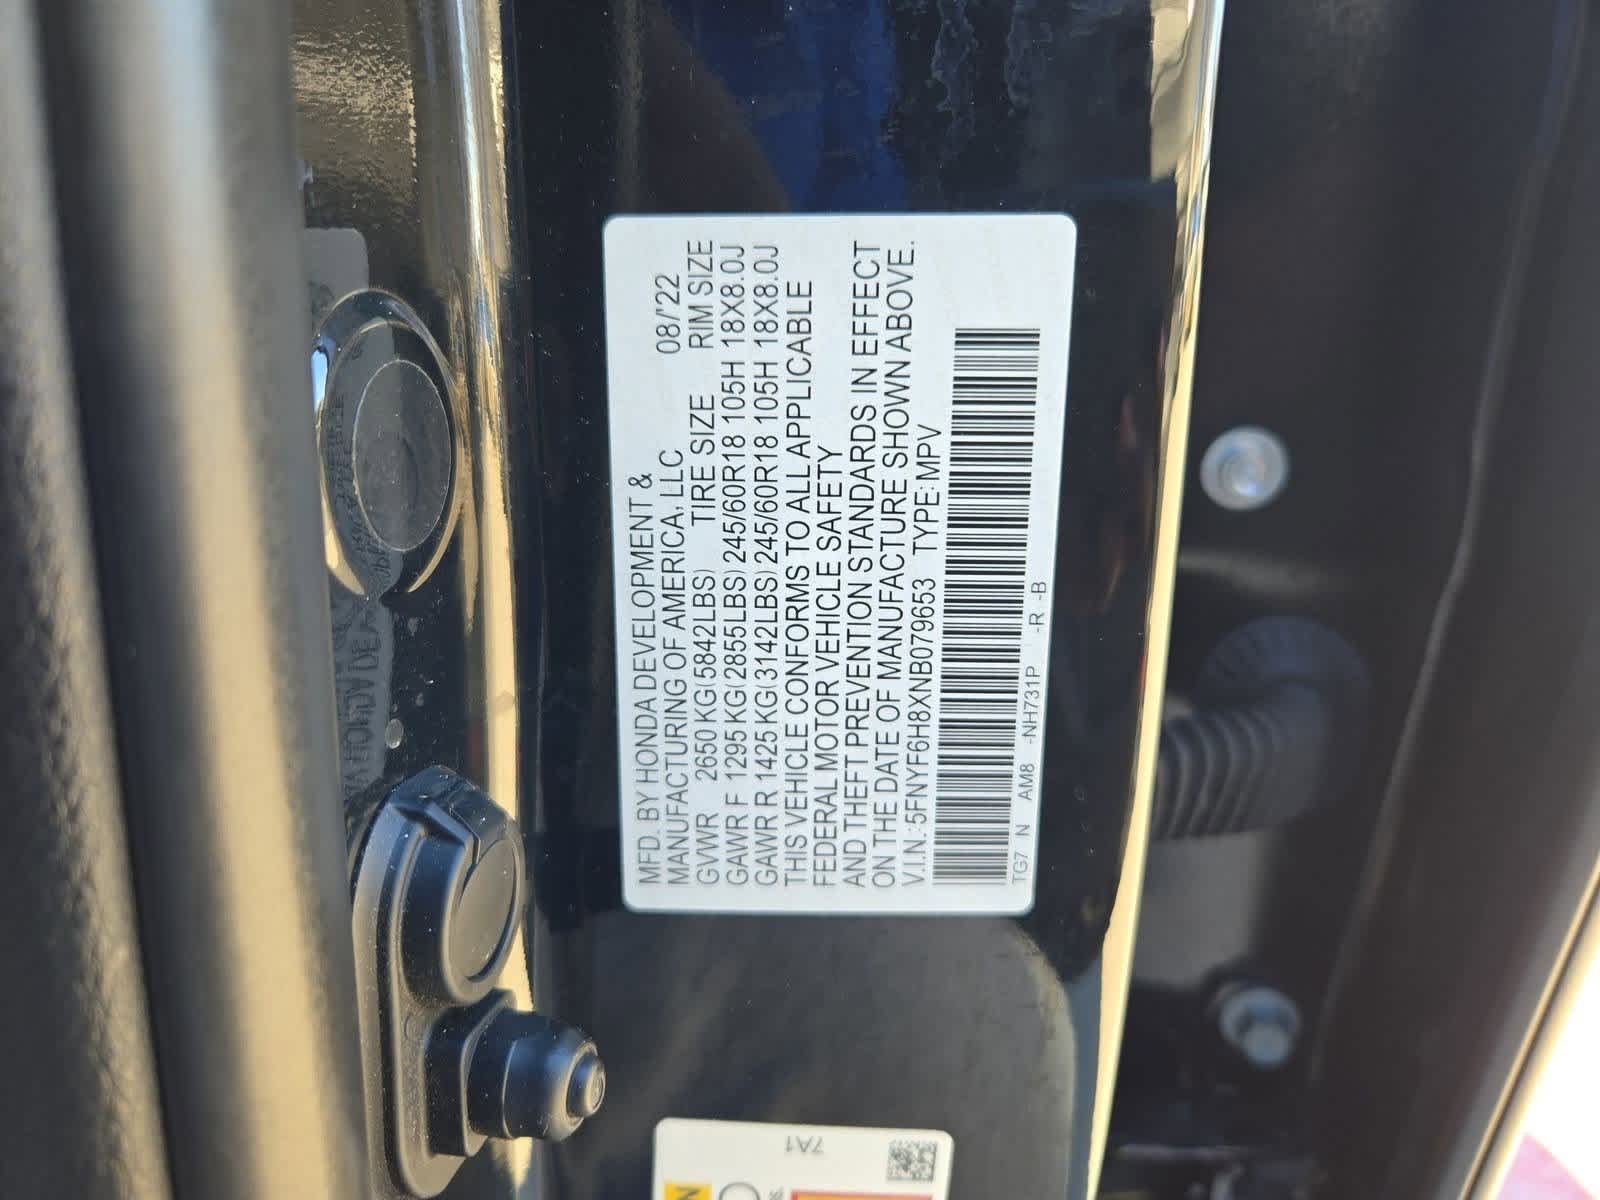 MFD. BY HONDA DEVELOPMENT &
MANUFACTURING OF AMERICA, LLC 08/'22
GVWR 2650 KG(5842LBS) TIRE SIZE RIM SIZE
GAWR F 1295 KG(2855LBS) 245/60R18 105H 18X8.0J
GAWR R 1425 KG(3142LBS) 245/60R18 105H 18X8.0J
THIS VEHICLE CONFORMS TO ALL APPLICABLE
FEDERAL MOTOR VEHICLE SAFETY
AND THEFT PREVENTION STANDARDS IN EFFECT
ON THE DATE OF MANUFACTURE SHOWN ABOVE.
V.I.N.:5FNYF6H8XNB079653 TYPE:MPV
TG7 N AM8 -NH731P -R -B
7A1